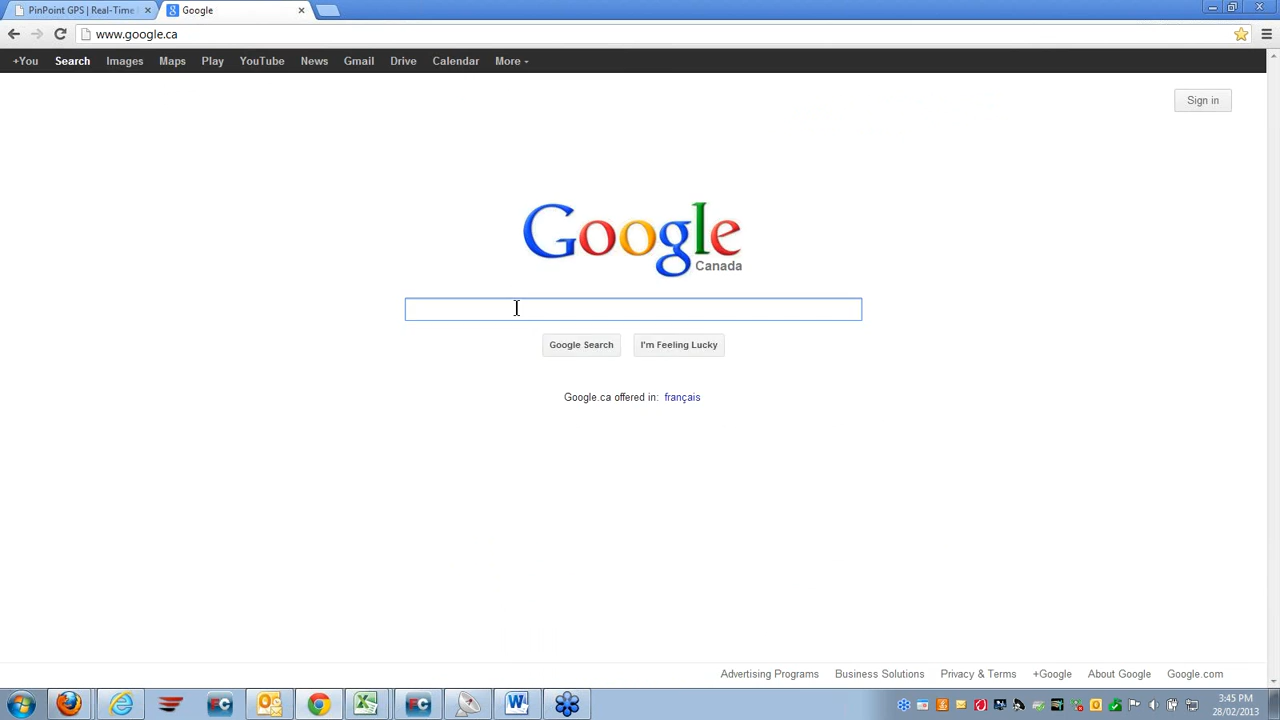 PinPoint GPS | Real-Time
Google
www.google.ca
+You Search Images Maps Play YouTube News Gmail Drive Calendar More
Sign in
Google
Canada
Google Search I'm Feeling Lucky
Google.ca offered in: français
Advertising Programs Business Solutions Privacy & Terms +Google About Google Google.com
3:45 PM
28/02/2013